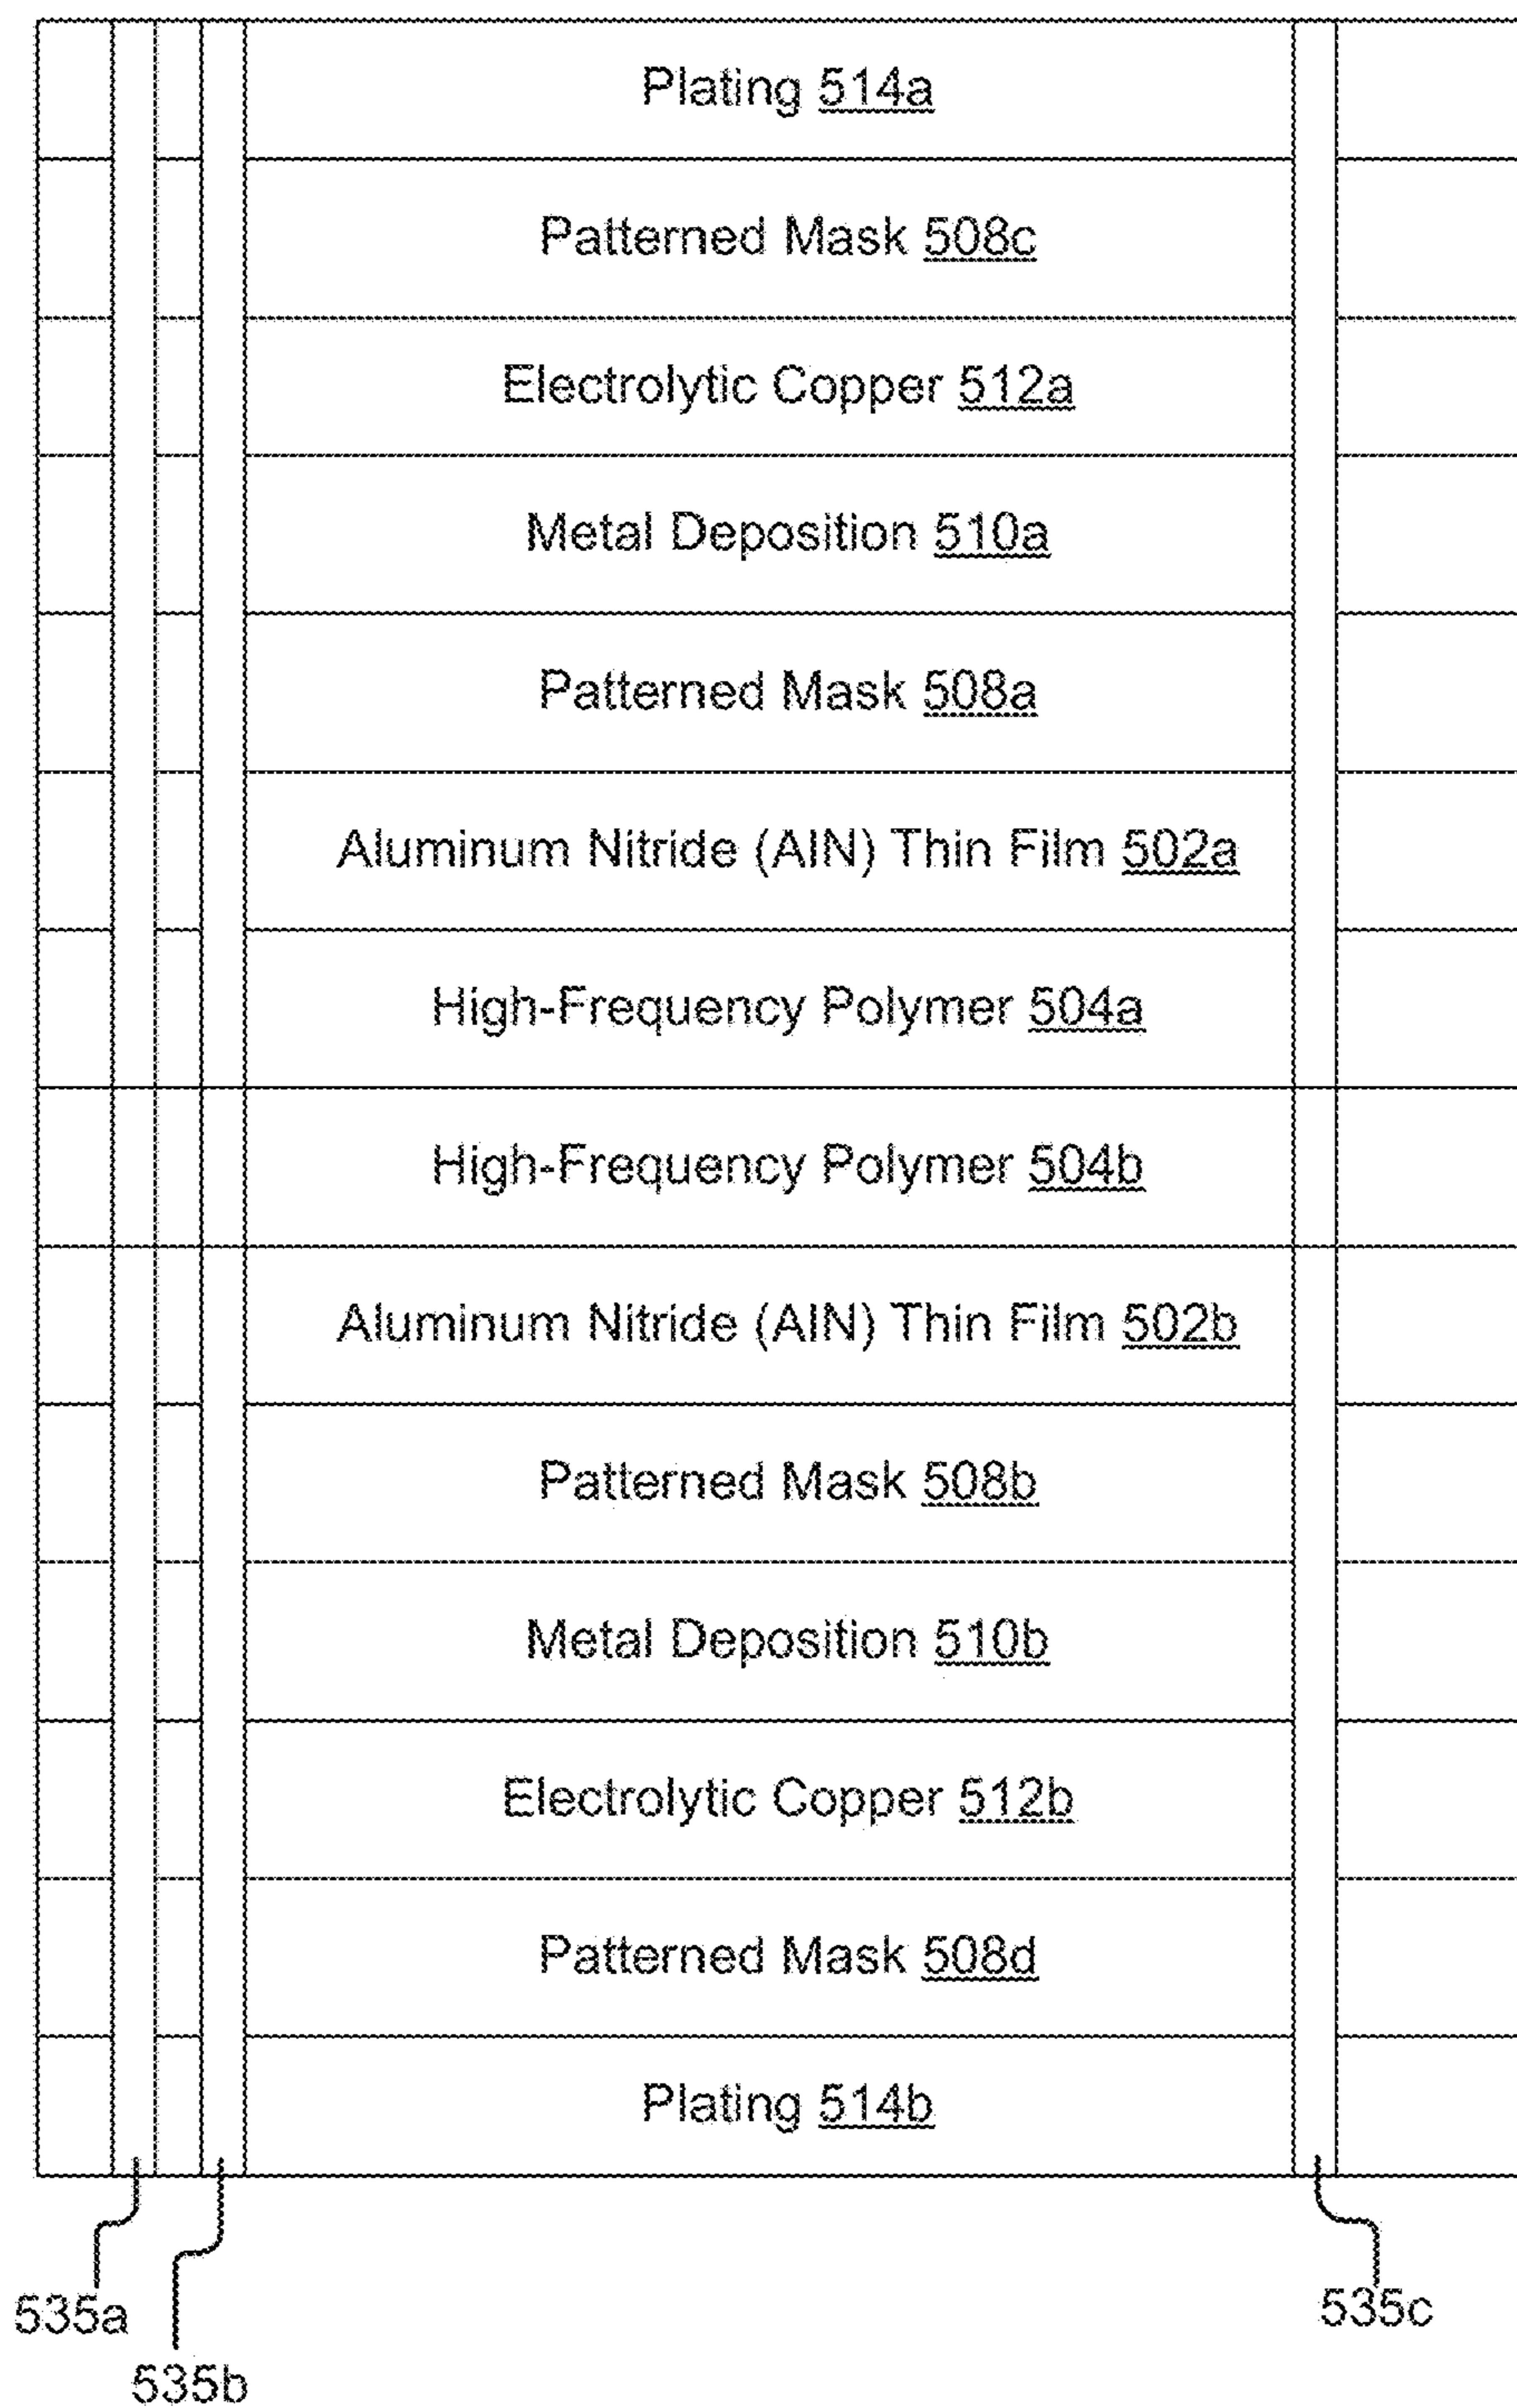 Plating 514a
Patterned Mask 508c
Electrolytic Copper 512a
Metal Deposition 510a
Patterned Mask 508a
Aluminum Nitride (AlN) Thin Film 502a
High-Frequency Polymer 504a
High-Frequency Polymer 504b
Aluminum Nitride (AlN) Thin Film 502b
Patterned Mask 508b
Metal Deposition 510b
Electrolytic Copper 512b
Patterned Mask 508d
Plating 514b
535a
535b
535c